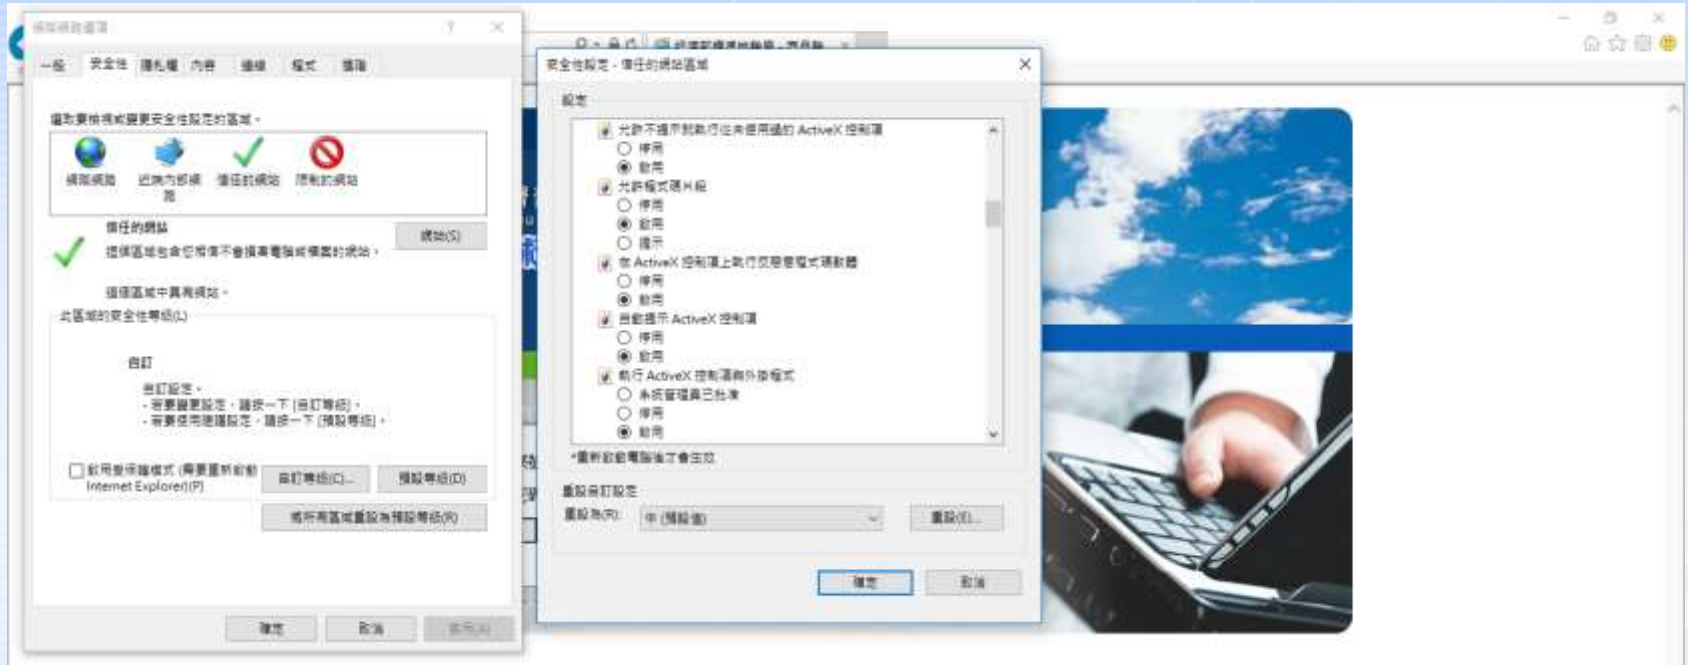 網際網路選項
一般 安全性 隱私權 內容 連線 程式 進階
選取要檢視或變更安全性設定的區域。
網際網路 近端內部網路 信任的網站 限制的網站
信任的網站
這個區域包含您相信不會損害電腦或檔案的網站。
網站(S)
這個區域中具有網站。
此區域的安全性等級(L)
自訂
自訂設定。
- 若要變更設定，請按一下 [自訂等級]。
- 若要使用建議設定，請按一下 [預設等級]。
啟用受保護模式 (需要重新啟動
Internet Explorer)(P)
自訂等級(C)... 預設等級(D)
將所有區域重設為預設等級(R)
確定 取消 套用(A)
安全性設定 - 信任的網站區域
設定
允許不提示就執行從未使用過的 ActiveX 控制項
停用
啟用
允許程式碼片段
停用
啟用
提示
在 ActiveX 控制項上執行反惡意程式碼軟體
停用
啟用
自動提示 ActiveX 控制項
停用
啟用
執行 ActiveX 控制項與外掛程式
系統管理員已批准
停用
啟用
*重新啟動電腦後才會生效
重設自訂設定
重設為(R): 中 (預設值) 重設(E)...
確定 取消